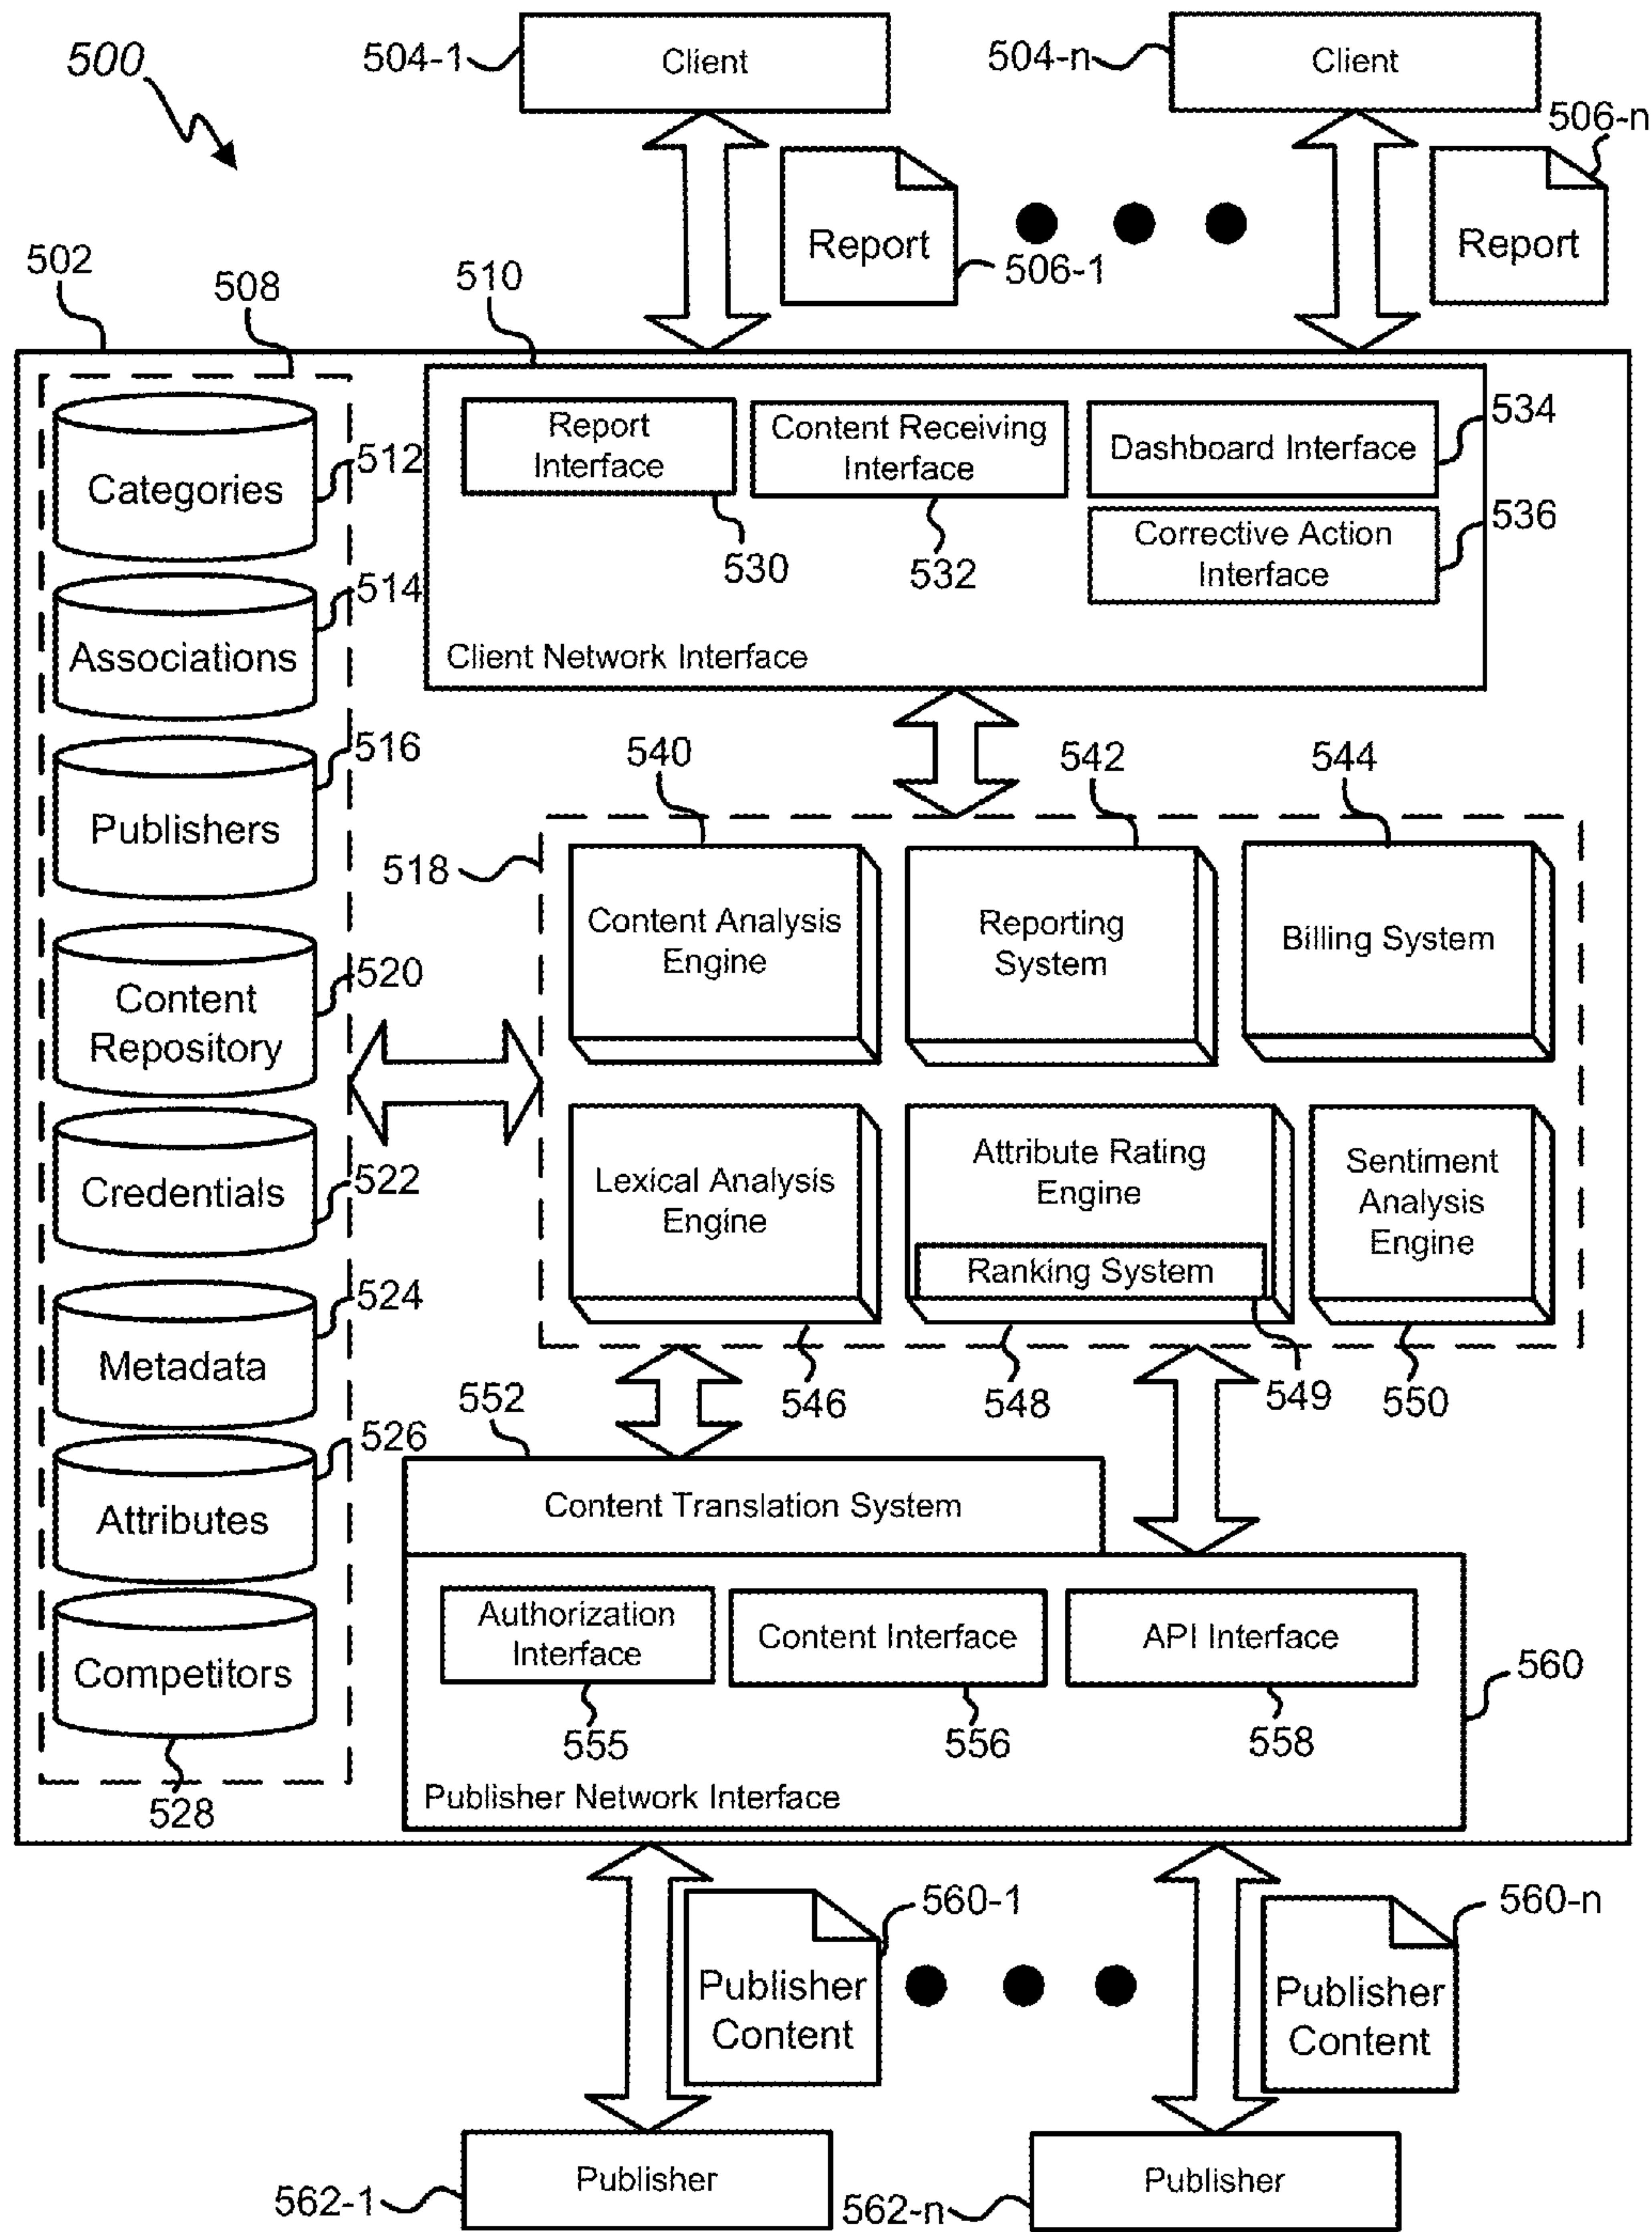 500
504-1
Client
504-n
Client
506-n
Report
506-1
Report
502
508
510
Categories
512
Associations
514
Publishers
516
Content
Repository
520
Credentials
522
Metadata
524
Attributes
526
Competitors
528
Report
Interface
530
Content Receiving
Interface
532
Dashboard Interface
534
Corrective Action
Interface
536
Client Network Interface
518
540
Content Analysis
Engine
542
Reporting
System
544
Billing System
Lexical Analysis
Engine
546
Attribute Rating
Engine
Ranking System
548
549
Sentiment
Analysis
Engine
550
552
Content Translation System
Authorization
Interface
555
Content Interface
556
API Interface
558
560
Publisher Network Interface
560-1
Publisher
Content
560-n
Publisher
Content
562-1
Publisher
562-n
Publisher